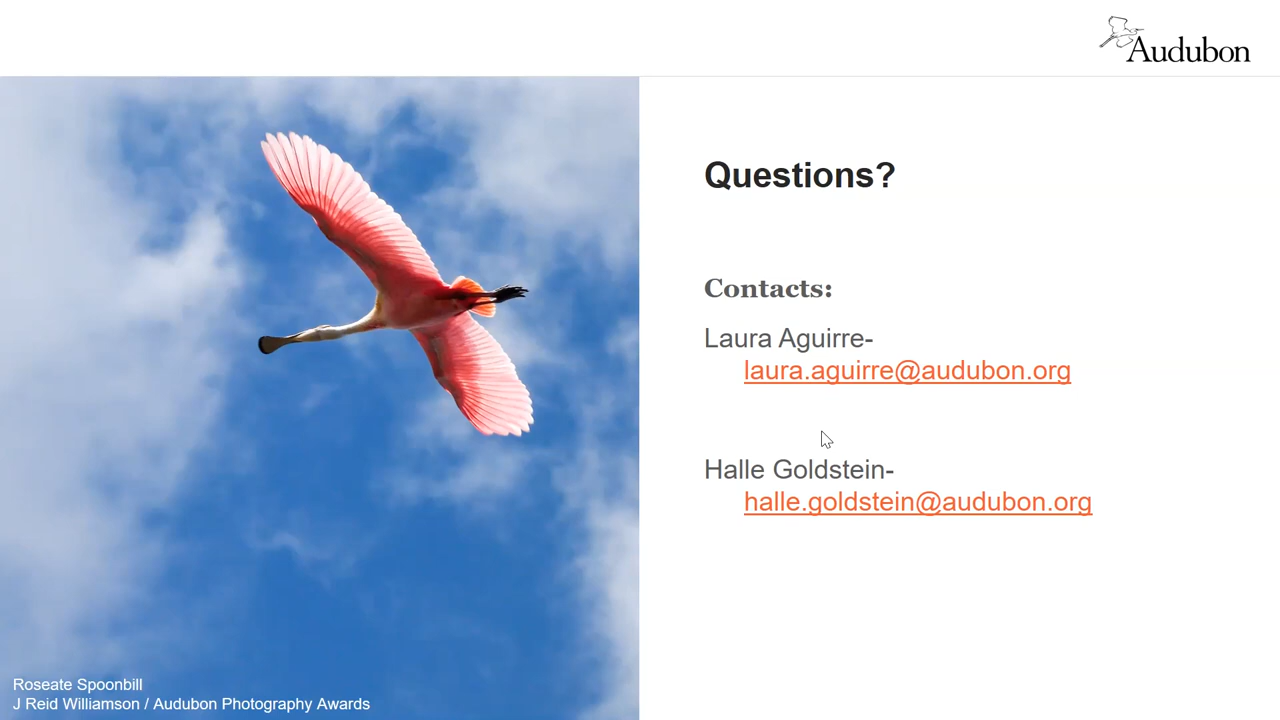 Audubon
Questions?
Contacts:
Laura Aguirre-
laura.aguirre@audubon.org
Halle Goldstein-
halle.goldstein@audubon.org
Roseate Spoonbill
J Reid Williamson / Audubon Photography Awards